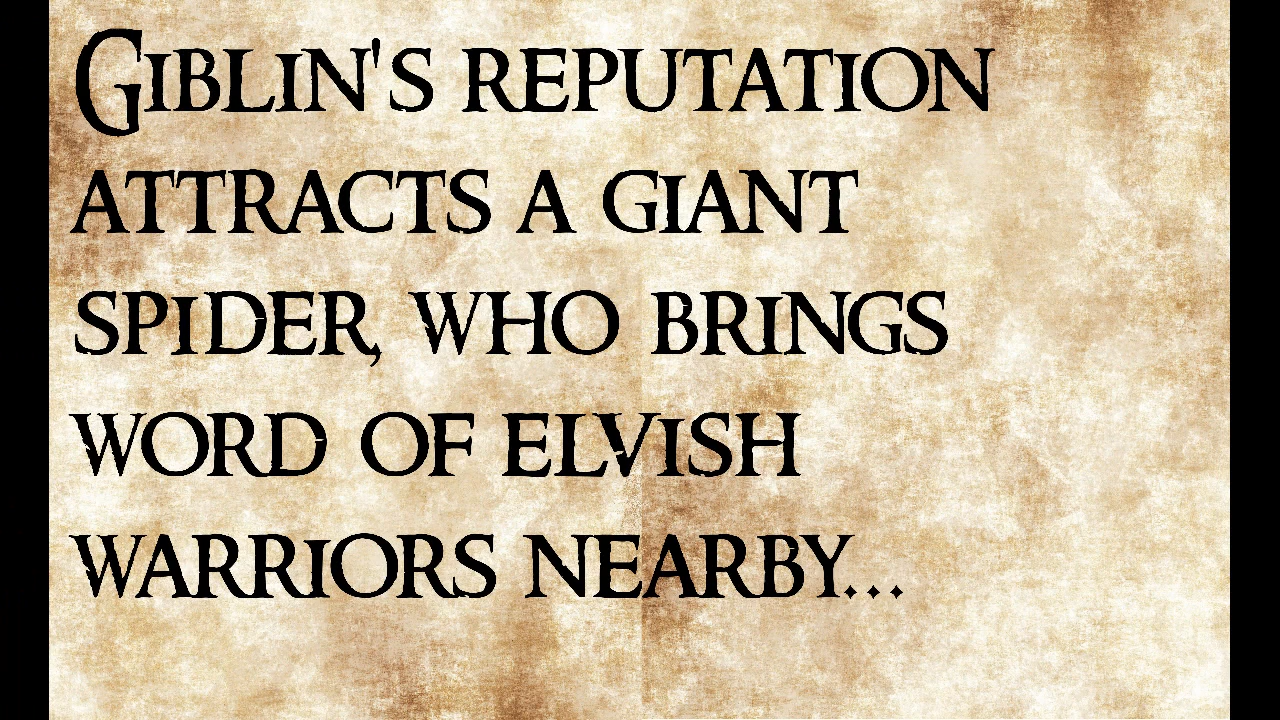 Giblin's reputation
attracts a giant
spider, who brings
word of elvish
warriors nearby...